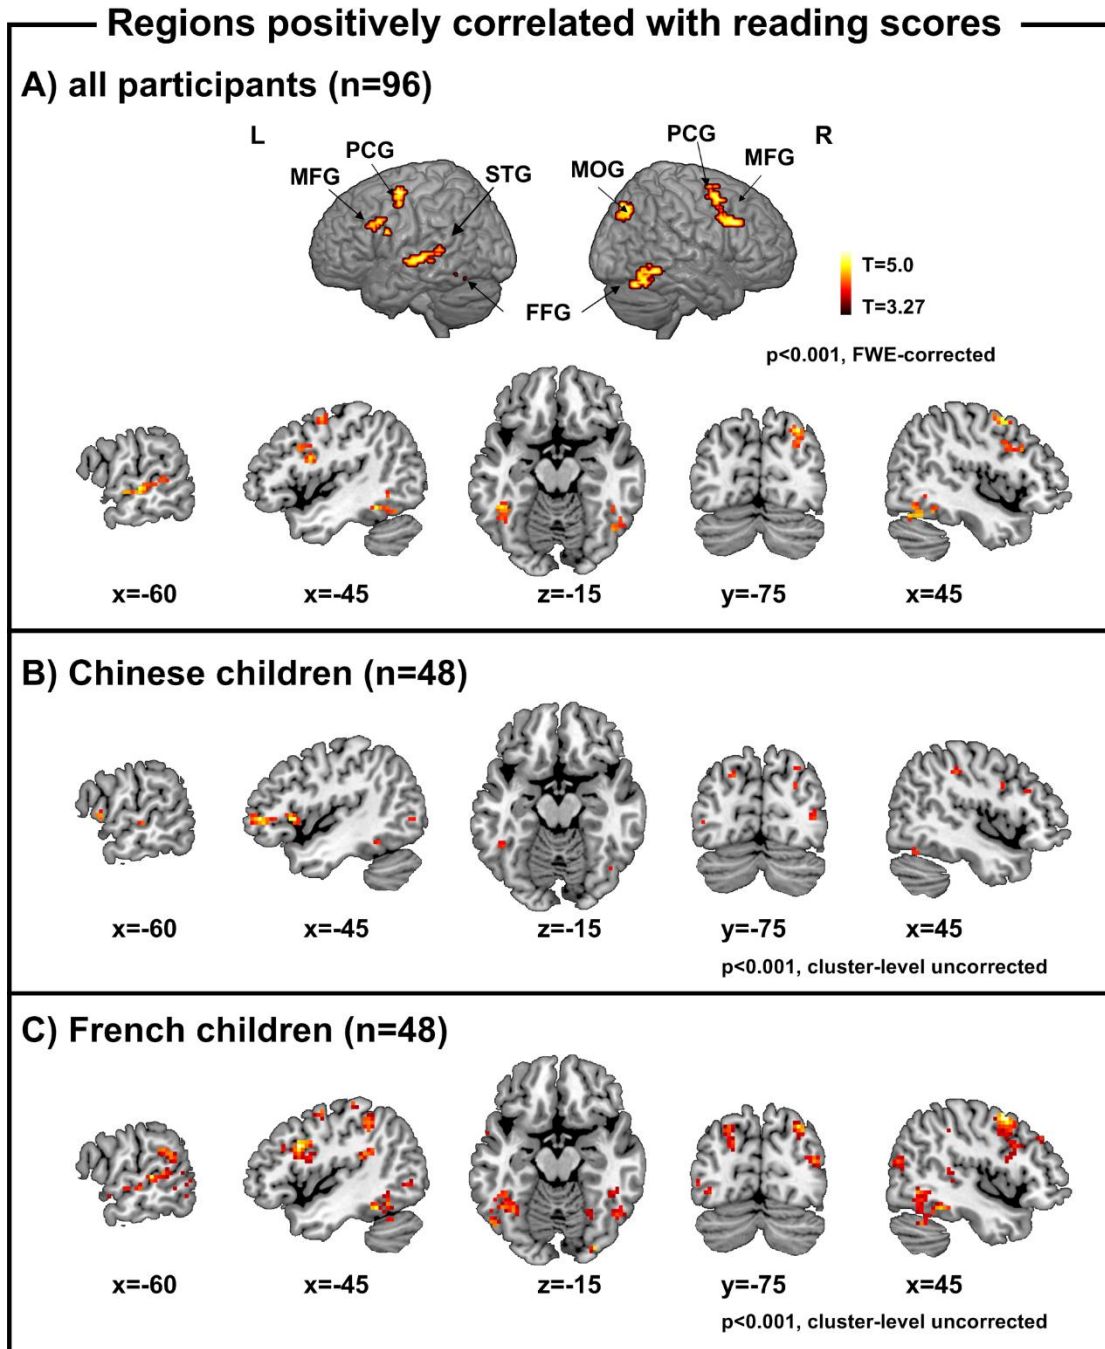 Regions positively correlated with reading scores
A) all participants (n=96)
L
R
PCG
MFG
STG
PCG
MOG
MFG
FFG
T=5.0
T=3.27
p<0.001, FWE-corrected
x=-60 x=-45 z=-15 y=-75 x=45
B) Chinese children (n=48)
x=-60 x=-45 z=-15 y=-75 x=45
p<0.001, cluster-level uncorrected
C) French children (n=48)
x=-60 x=-45 z=-15 y=-75 x=45
p<0.001, cluster-level uncorrected